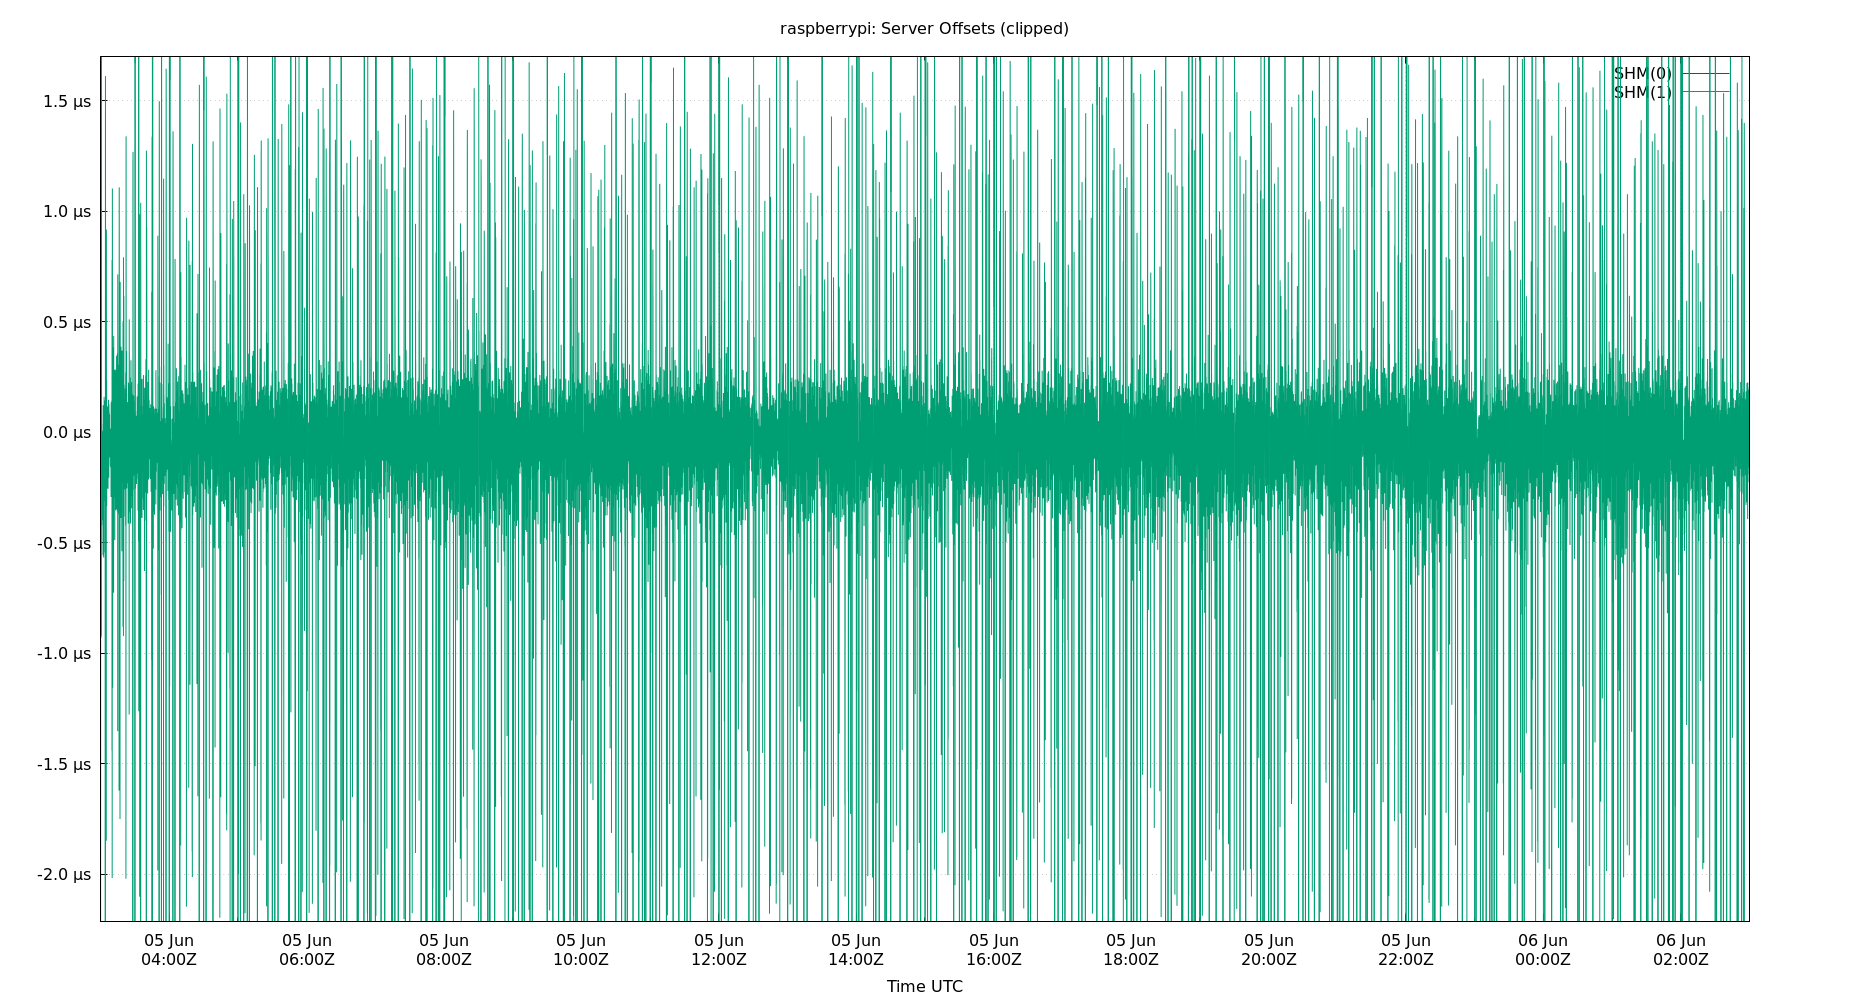 raspberrypi: Server Offsets (clipped)
SHM(0)
SHM(1)
1.5 µs
1.0 µs
0.5 µs
0.0 µs
-0.5 µs
-1.0 µs
-1.5 µs
-2.0 µs
05 Jun 05 Jun 05 Jun 05 Jun 05 Jun 05 Jun 05 Jun 05 Jun 05 Jun 05 Jun 06 Jun 06 Jun
04:00Z 06:00Z 08:00Z 10:00Z 12:00Z 14:00Z 16:00Z 18:00Z 20:00Z 22:00Z 00:00Z 02:00Z
Time UTC